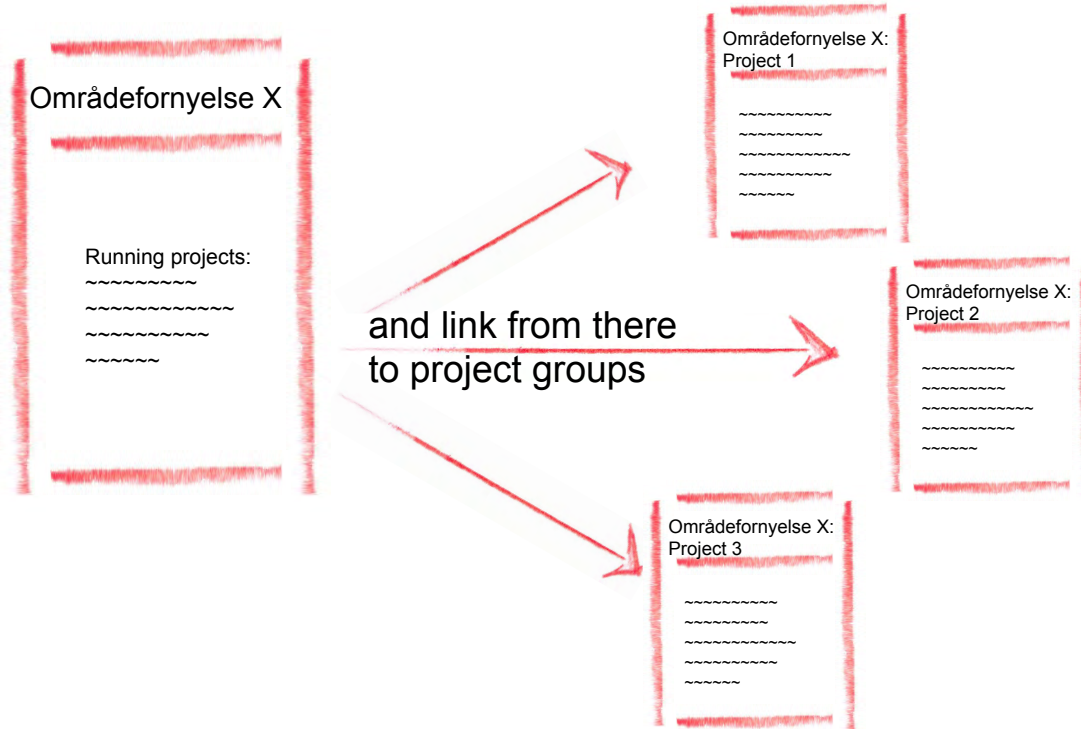 Områdefornyelse X
Running projects:
~~~~~~~~~
~~~~~~~~~~~~
~~~~~~~~~~
~~~~~~
and link from there
to project groups
Områdefornyelse X:
Project 1
~~~~~~~~~~
~~~~~~~~~
~~~~~~~~~~~~
~~~~~~~~~~
~~~~~~
Områdefornyelse X:
Project 2
~~~~~~~~~~
~~~~~~~~~
~~~~~~~~~~~~
~~~~~~~~~~
~~~~~~
Områdefornyelse X:
Project 3
~~~~~~~~~~
~~~~~~~~~
~~~~~~~~~~~~
~~~~~~~~~~
~~~~~~